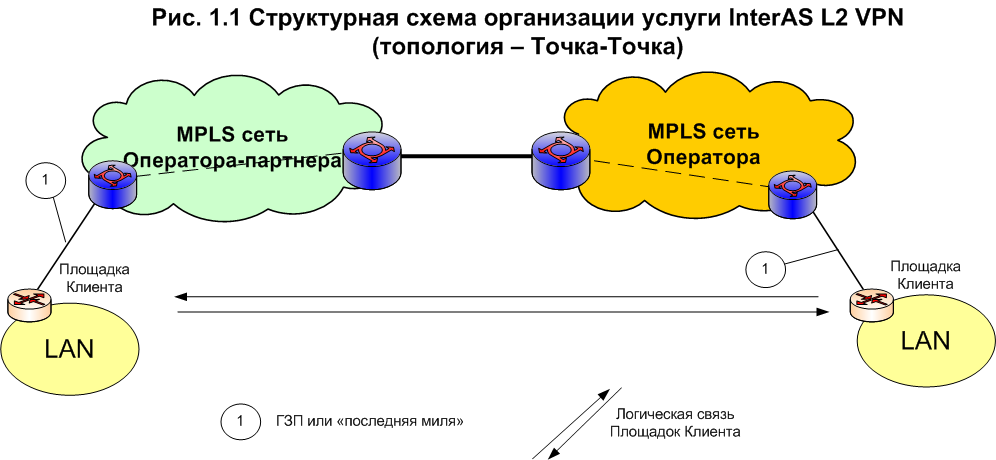 Рис. 1.1 Структурная схема организации услуги InterAS L2 VPN
(топология – Точка-Точка)
MPLS сеть
Оператора-партнера
MPLS сеть
Оператора
1
1
Площадка
Клиента
Площадка
Клиента
LAN
LAN
1
ГЗП или «последняя миля»
Логическая связь
Площадок Клиента